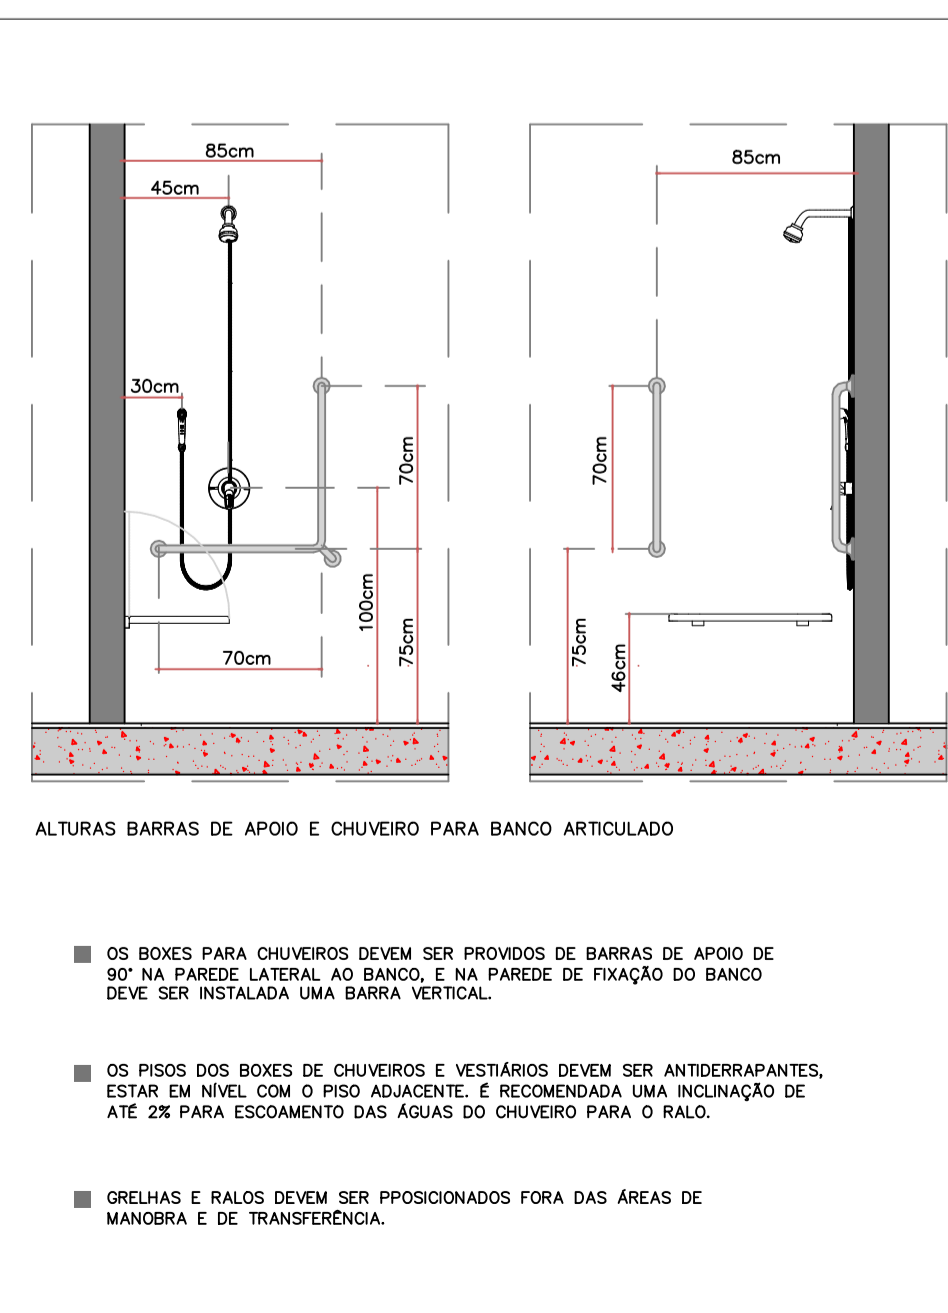 85cm
45cm
30cm
70cm
100cm
75cm
70cm
85cm
70cm
75cm
46cm
ALTURAS BARRAS DE APOIO E CHUVEIRO PARA BANCO ARTICULADO
OS BOXES PARA CHUVEIROS DEVEM SER PROVIDOS DE BARRAS DE APOIO DE
90° NA PAREDE LATERAL AO BANCO, E NA PAREDE DE FIXAÇÃO DO BANCO
DEVE SER INSTALADA UMA BARRA VERTICAL.
OS PISOS DOS BOXES DE CHUVEIROS E VESTIÁRIOS DEVEM SER ANTIDERRAPANTES,
ESTAR EM NÍVEL COM O PISO ADJACENTE. É RECOMENDADA UMA INCLINAÇÃO DE
ATÉ 2% PARA ESCOAMENTO DAS ÁGUAS DO CHUVEIRO PARA O RALO.
GRELHAS E RALOS DEVEM SER PPOSICIONADOS FORA DAS ÁREAS DE
MANOBRA E DE TRANSFERÊNCIA.